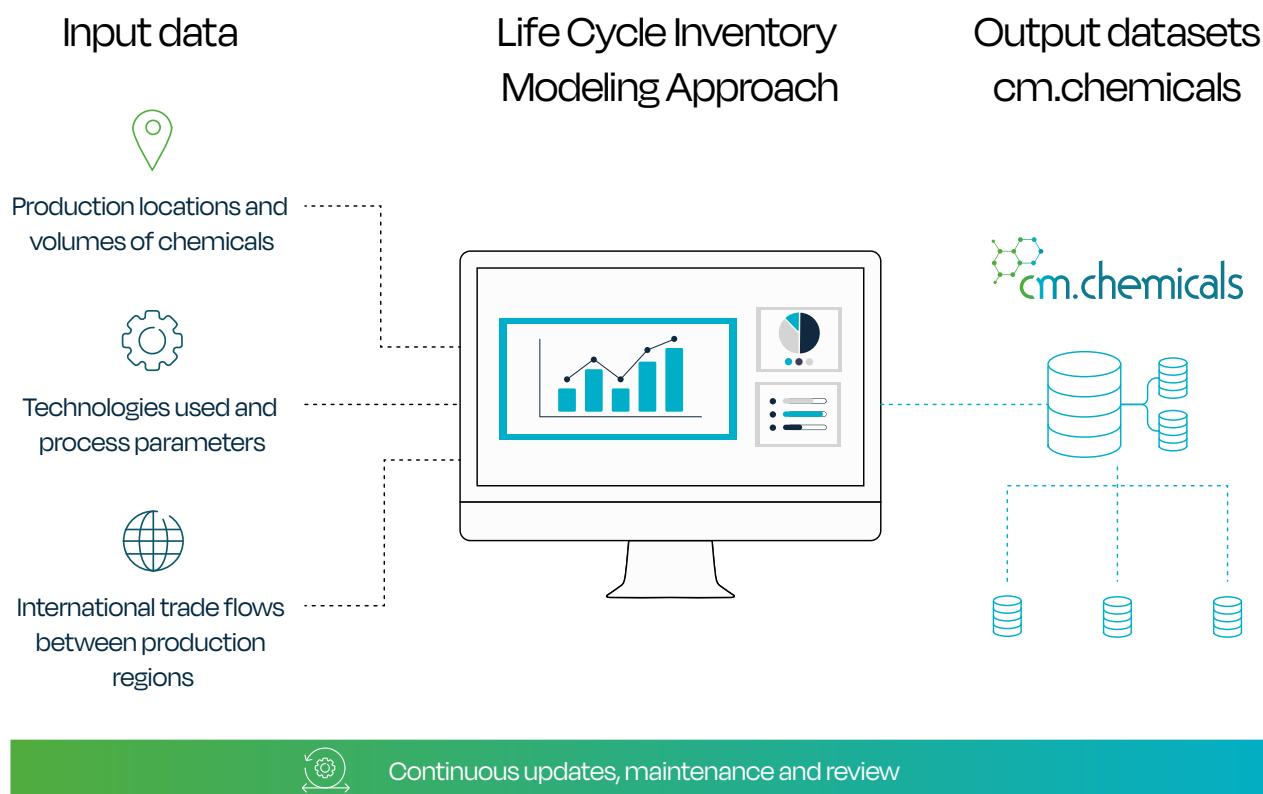 Input data
Life Cycle Inventory
Modeling Approach
Output datasets
cm.chemicals
Production locations and
volumes of chemicals
cm.chemicals
Technologies used and
process parameters
International trade flows
between production
regions
Continuous updates, maintenance and review